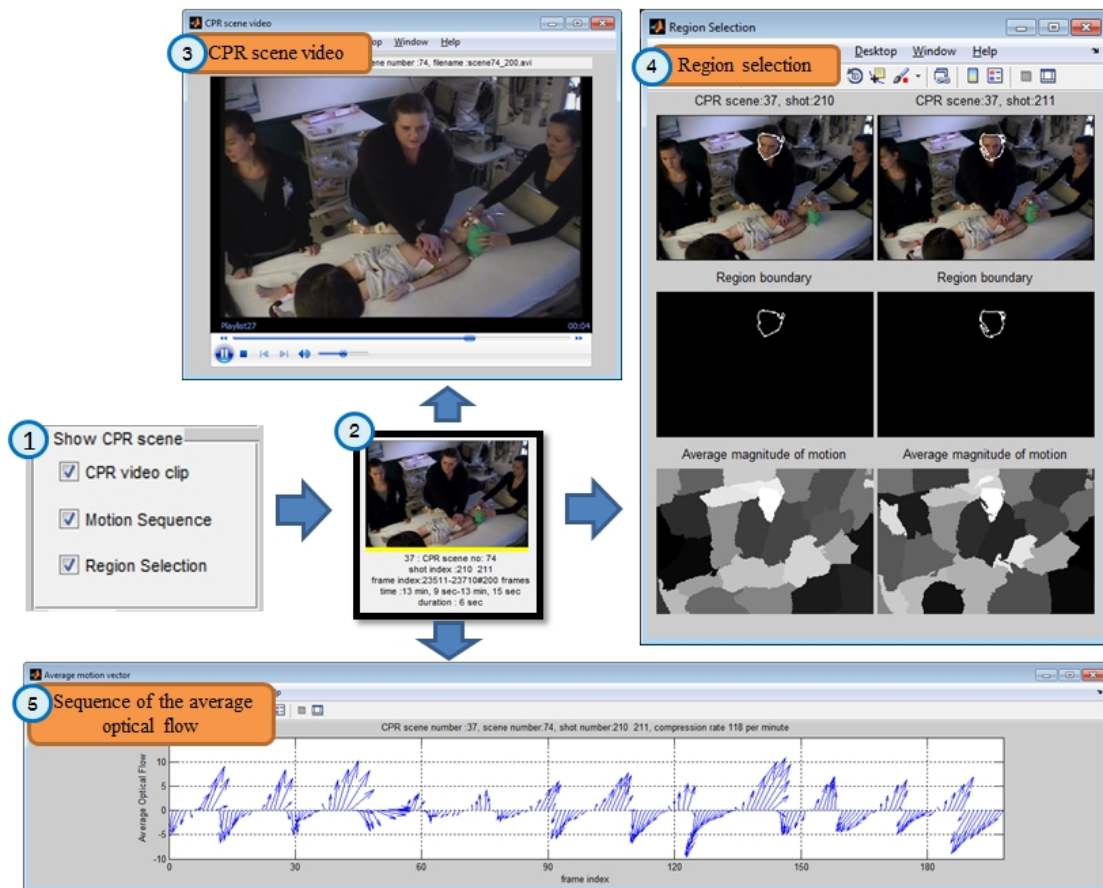 CPR scene video
3
CPR scene video
op Window Help
ene number :74, filename :scene74_200.avi
Playlist27
00:04
Region Selection
4
Region selection
Desktop Window Help
CPR scene:37, shot:210
CPR scene:37, shot:211
Region boundary
Region boundary
Average magnitude of motion
Average magnitude of motion
1
Show CPR scene
CPR video clip
Motion Sequence
Region Selection
2
37 : CPR scene no: 74
shot index :210 211
frame index:23511-23710#200 frames
time :13 min, 9 sec-13 min, 15 sec
duration : 6 sec
Average motion vector
5
Sequence of the average
optical flow
CPR scene number :37, scene number:74, shot number:210 211, compression rate 118 per minute
Average Optical Flow
10
5
0
-5
-10
0
30
60
90
120
150
180
frame index